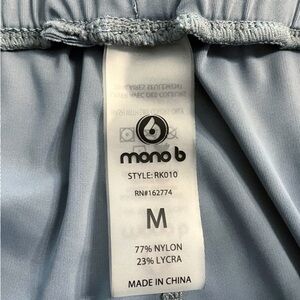 mono b
STYLE: RK010
RN#162774
M
77% NYLON
23% LYCRA
MADE IN CHINA